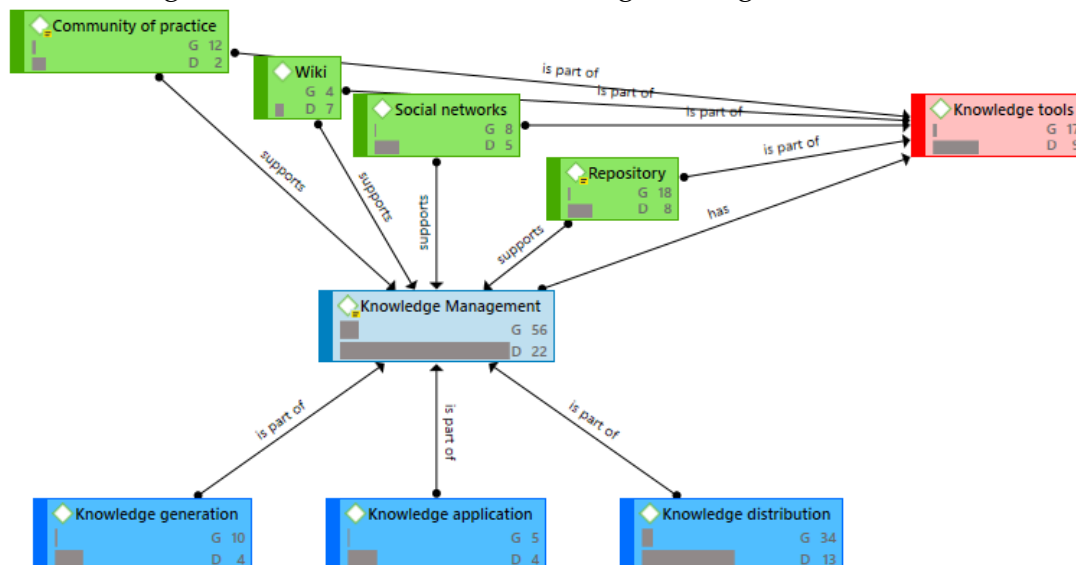 Community of practice
G 12
D 2
Wiki
G 4
D 7
Social networks
G 8
D 5
Repository
G 18
D 8
Knowledge tools
G 17
D
is part of
is part of
is part of
is part of
has
supports
supports
supports
supports
Knowledge Management
G 56
D 22
is part of
is part of
is part of
Knowledge generation
G 10
D 4
Knowledge application
G 5
D 4
Knowledge distribution
G 34
D 13